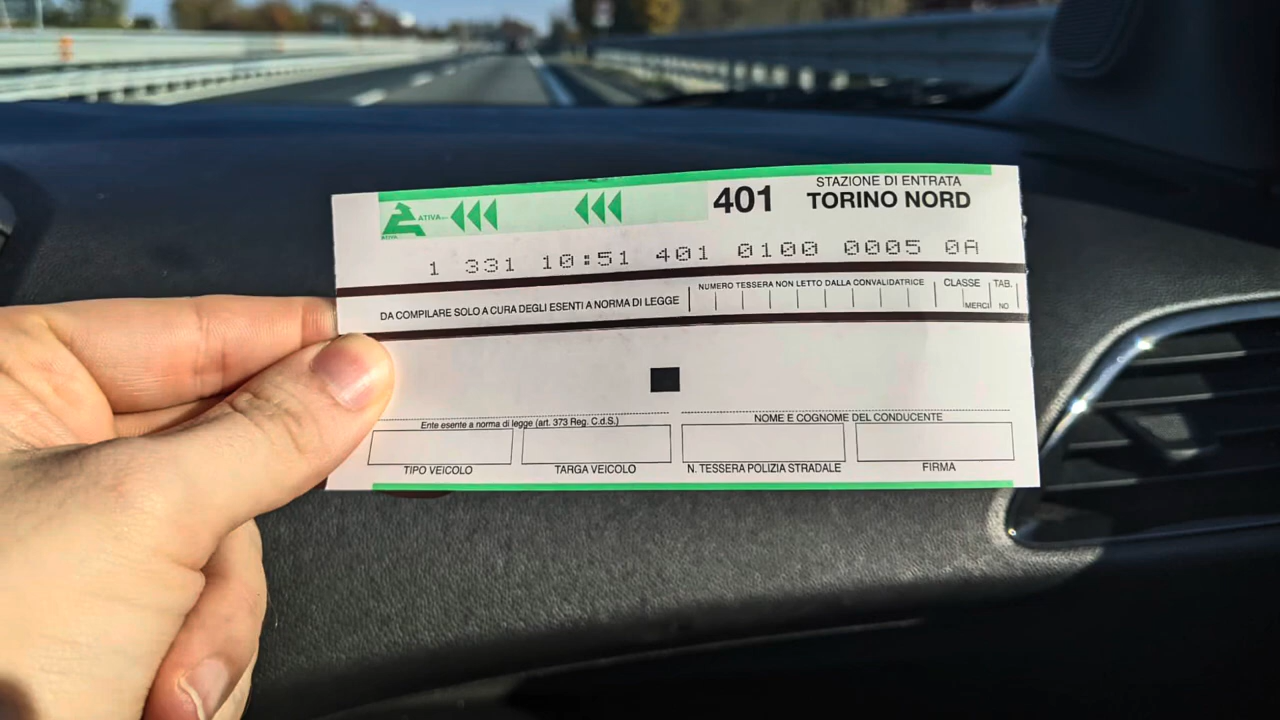 401 STAZIONE DI ENTRATA
TORINO NORD
ATIVA
ATIVA
1 331 10:51 401 0100 0005 0A
DA COMPILARE SOLO A CURA DEGLI ESENTI A NORMA DI LEGGE
NUMERO TESSERA NON LETTO DALLA CONVALIDATRICE CLASSE TAB.
MERCI NO
Ente esente a norma di legge (art. 373 Reg. C.d.S.)
NOME E COGNOME DEL CONDUCENTE
TIPO VEICOLO TARGA VEICOLO N. TESSERA POLIZIA STRADALE FIRMA